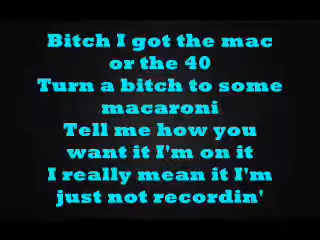 Bitch I got the mac
or the 40
Turn a bitch to some
macaroni
Tell me how you
want it I'm on it
I really mean it I'm
just not recordin'